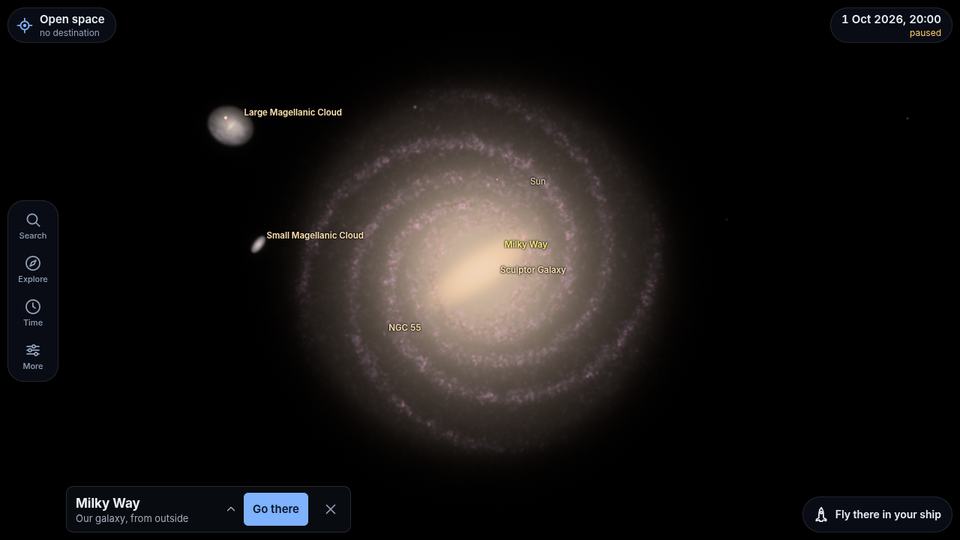 Open space
no destination
1 Oct 2026, 20:00
paused
Large Magellanic Cloud
Sun
Small Magellanic Cloud
Milky Way
Sculptor Galaxy
NGC 55
Search
Explore
Time
More
Milky Way
Our galaxy, from outside
Go there
Fly there in your ship